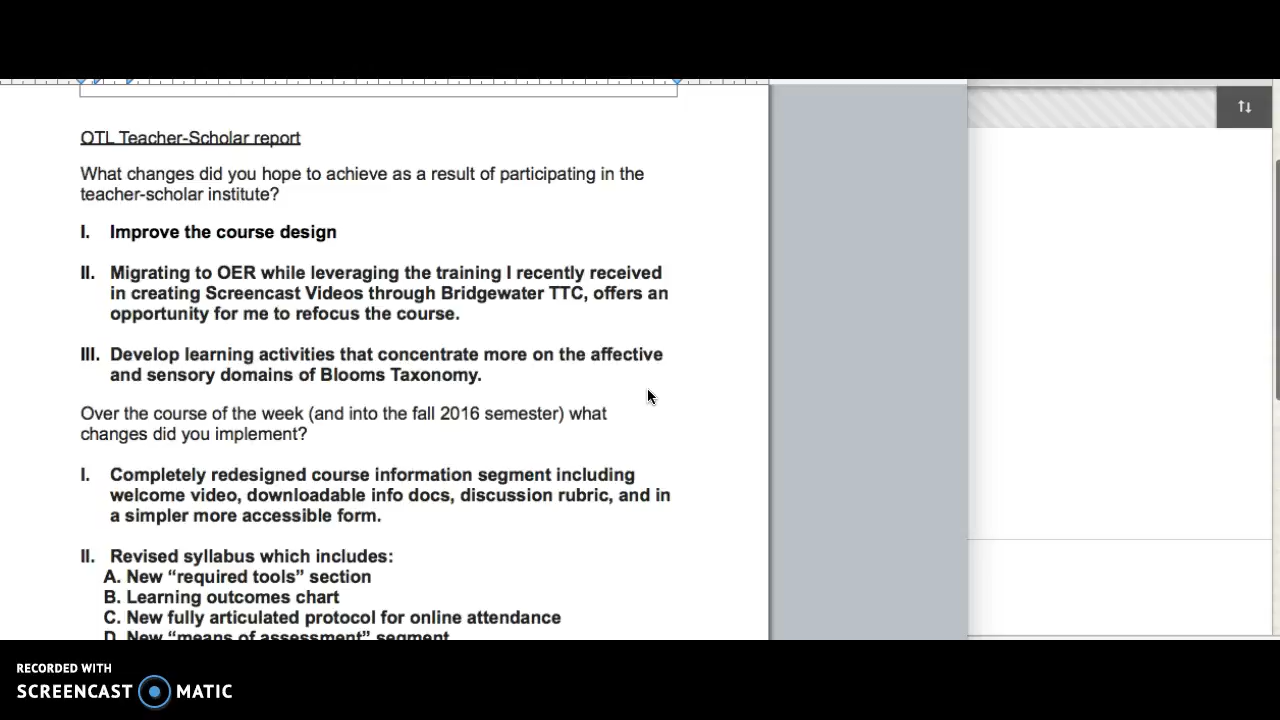 OTL Teacher-Scholar report
What changes did you hope to achieve as a result of participating in the
teacher-scholar institute?
I. Improve the course design
II. Migrating to OER while leveraging the training I recently received
in creating Screencast Videos through Bridgewater TTC, offers an
opportunity for me to refocus the course.
III. Develop learning activities that concentrate more on the affective
and sensory domains of Blooms Taxonomy.
Over the course of the week (and into the fall 2016 semester) what
changes did you implement?
I. Completely redesigned course information segment including
welcome video, downloadable info docs, discussion rubric, and in
a simpler more accessible form.
II. Revised syllabus which includes:
A. New “required tools” section
B. Learning outcomes chart
C. New fully articulated protocol for online attendance
D. New “means of assessment” segment
RECORDED WITH
SCREENCAST MATIC